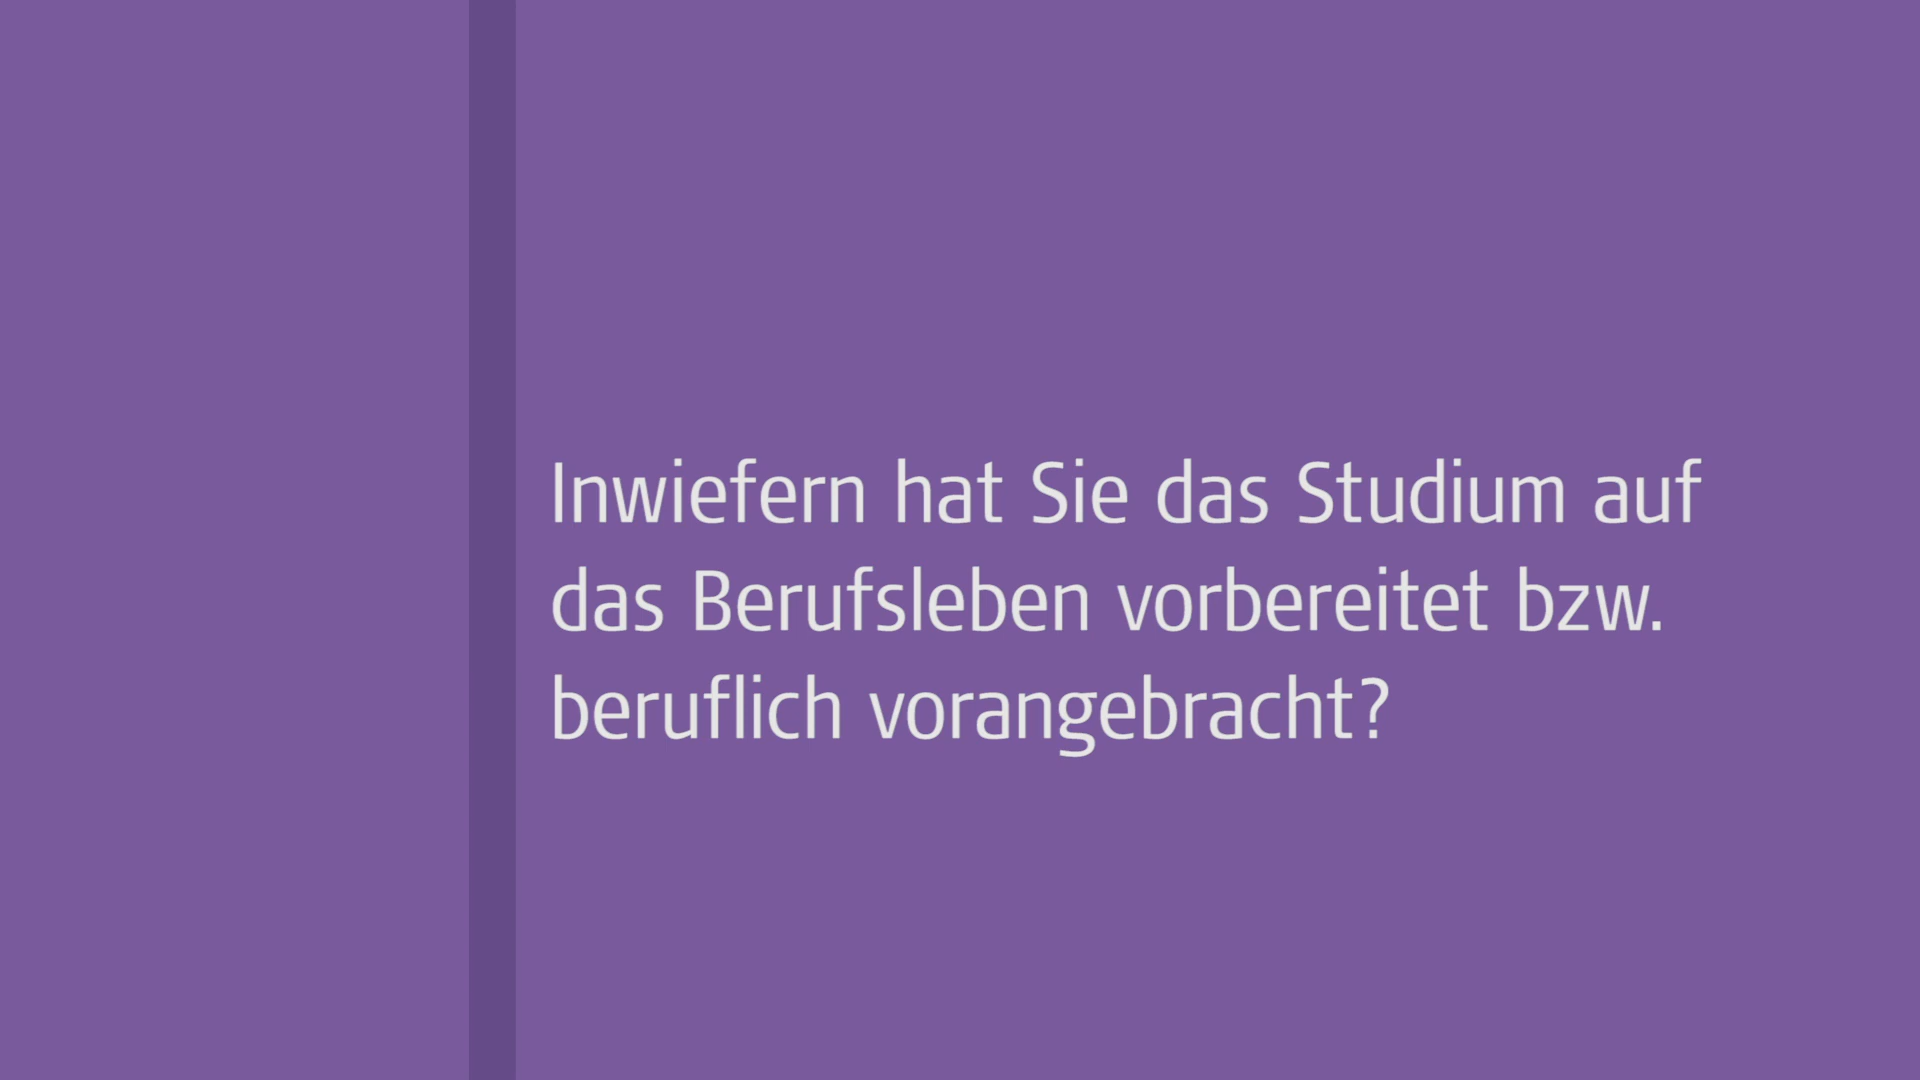 Inwiefern hat Sie das Studium auf
das Berufsleben vorbereitet bzw.
beruflich vorangebracht?